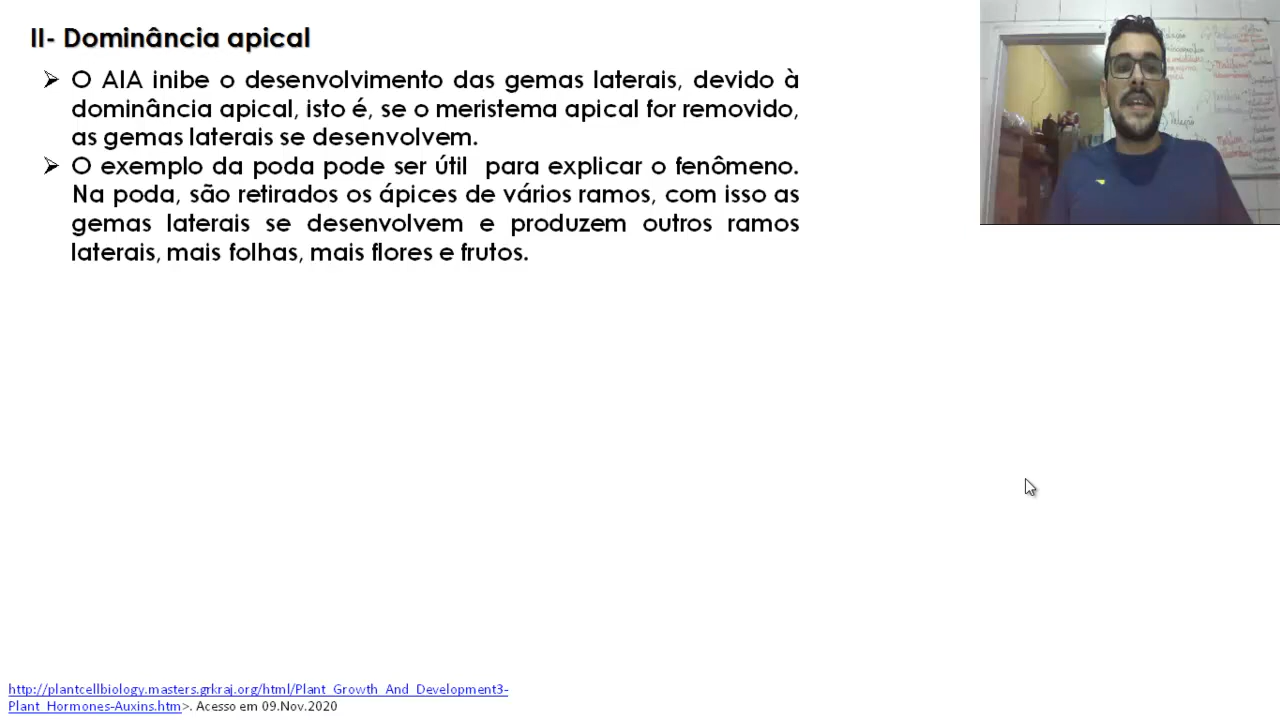 II- Dominância apical
➢ O AIA inibe o desenvolvimento das gemas laterais, devido à
dominância apical, isto é, se o meristema apical for removido,
as gemas laterais se desenvolvem.
➢ O exemplo da poda pode ser útil para explicar o fenômeno.
Na poda, são retirados os ápices de vários ramos, com isso as
gemas laterais se desenvolvem e produzem outros ramos
laterais, mais folhas, mais flores e frutos.
http://plantcellbiology.masters.grkraj.org/html/Plant_Growth_And_Development3-
Plant_Hormones-Auxins.htm>. Acesso em 09.Nov.2020